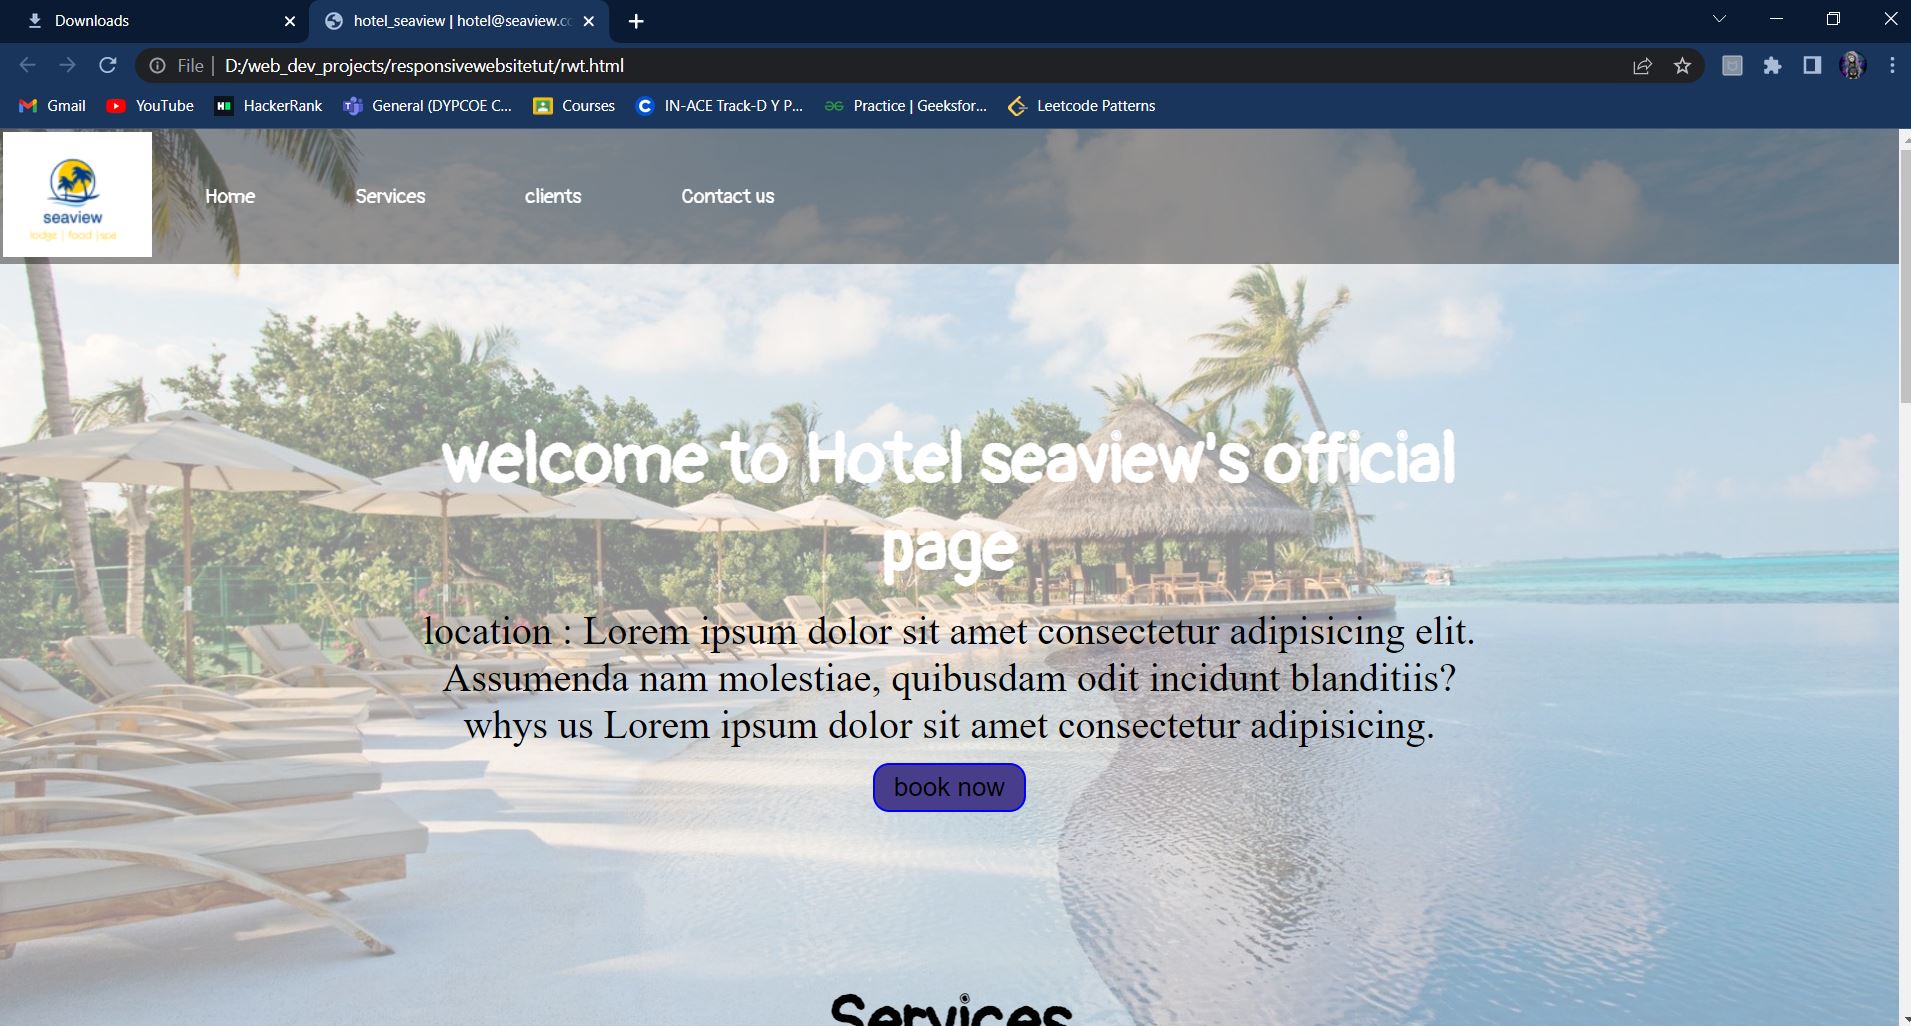 Downloads
hotel_seaview | hotel@seaview.c
File | D:/web_dev_projects/responsivewebsitetut/rwt.html
Gmail YouTube HackerRank General (DYPCOE C... Courses IN-ACE Track-D Y P... Practice | Geeksfor... Leetcode Patterns
seaview
lodge | food | spa
Home Services clients Contact us
welcome to Hotel seaview's official
page
location : Lorem ipsum dolor sit amet consectetur adipisicing elit.
Assumenda nam molestiae, quibusdam odit incidunt blanditiis?
whys us Lorem ipsum dolor sit amet consectetur adipisicing.
book now
Services